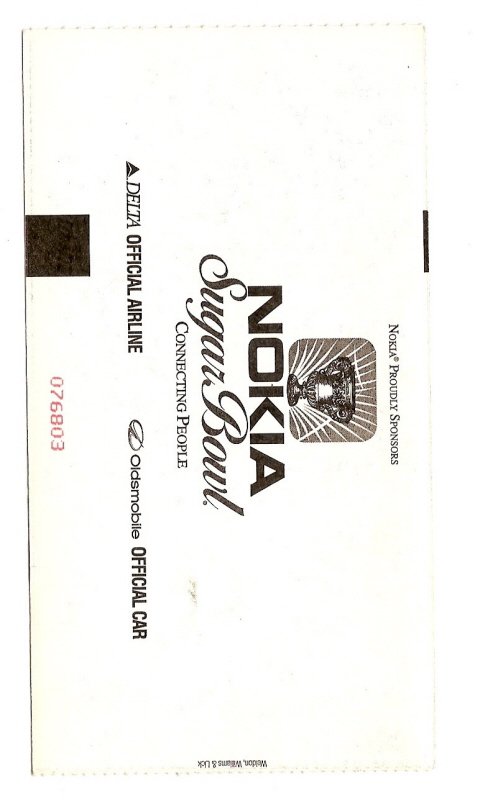 NOKIA® PROUDLY SPONSORS
NOKIA
Sugar Bowl®
CONNECTING PEOPLE
DELTA OFFICIAL AIRLINE
Oldsmobile OFFICIAL CAR
076803
Weldon, Williams & Lick